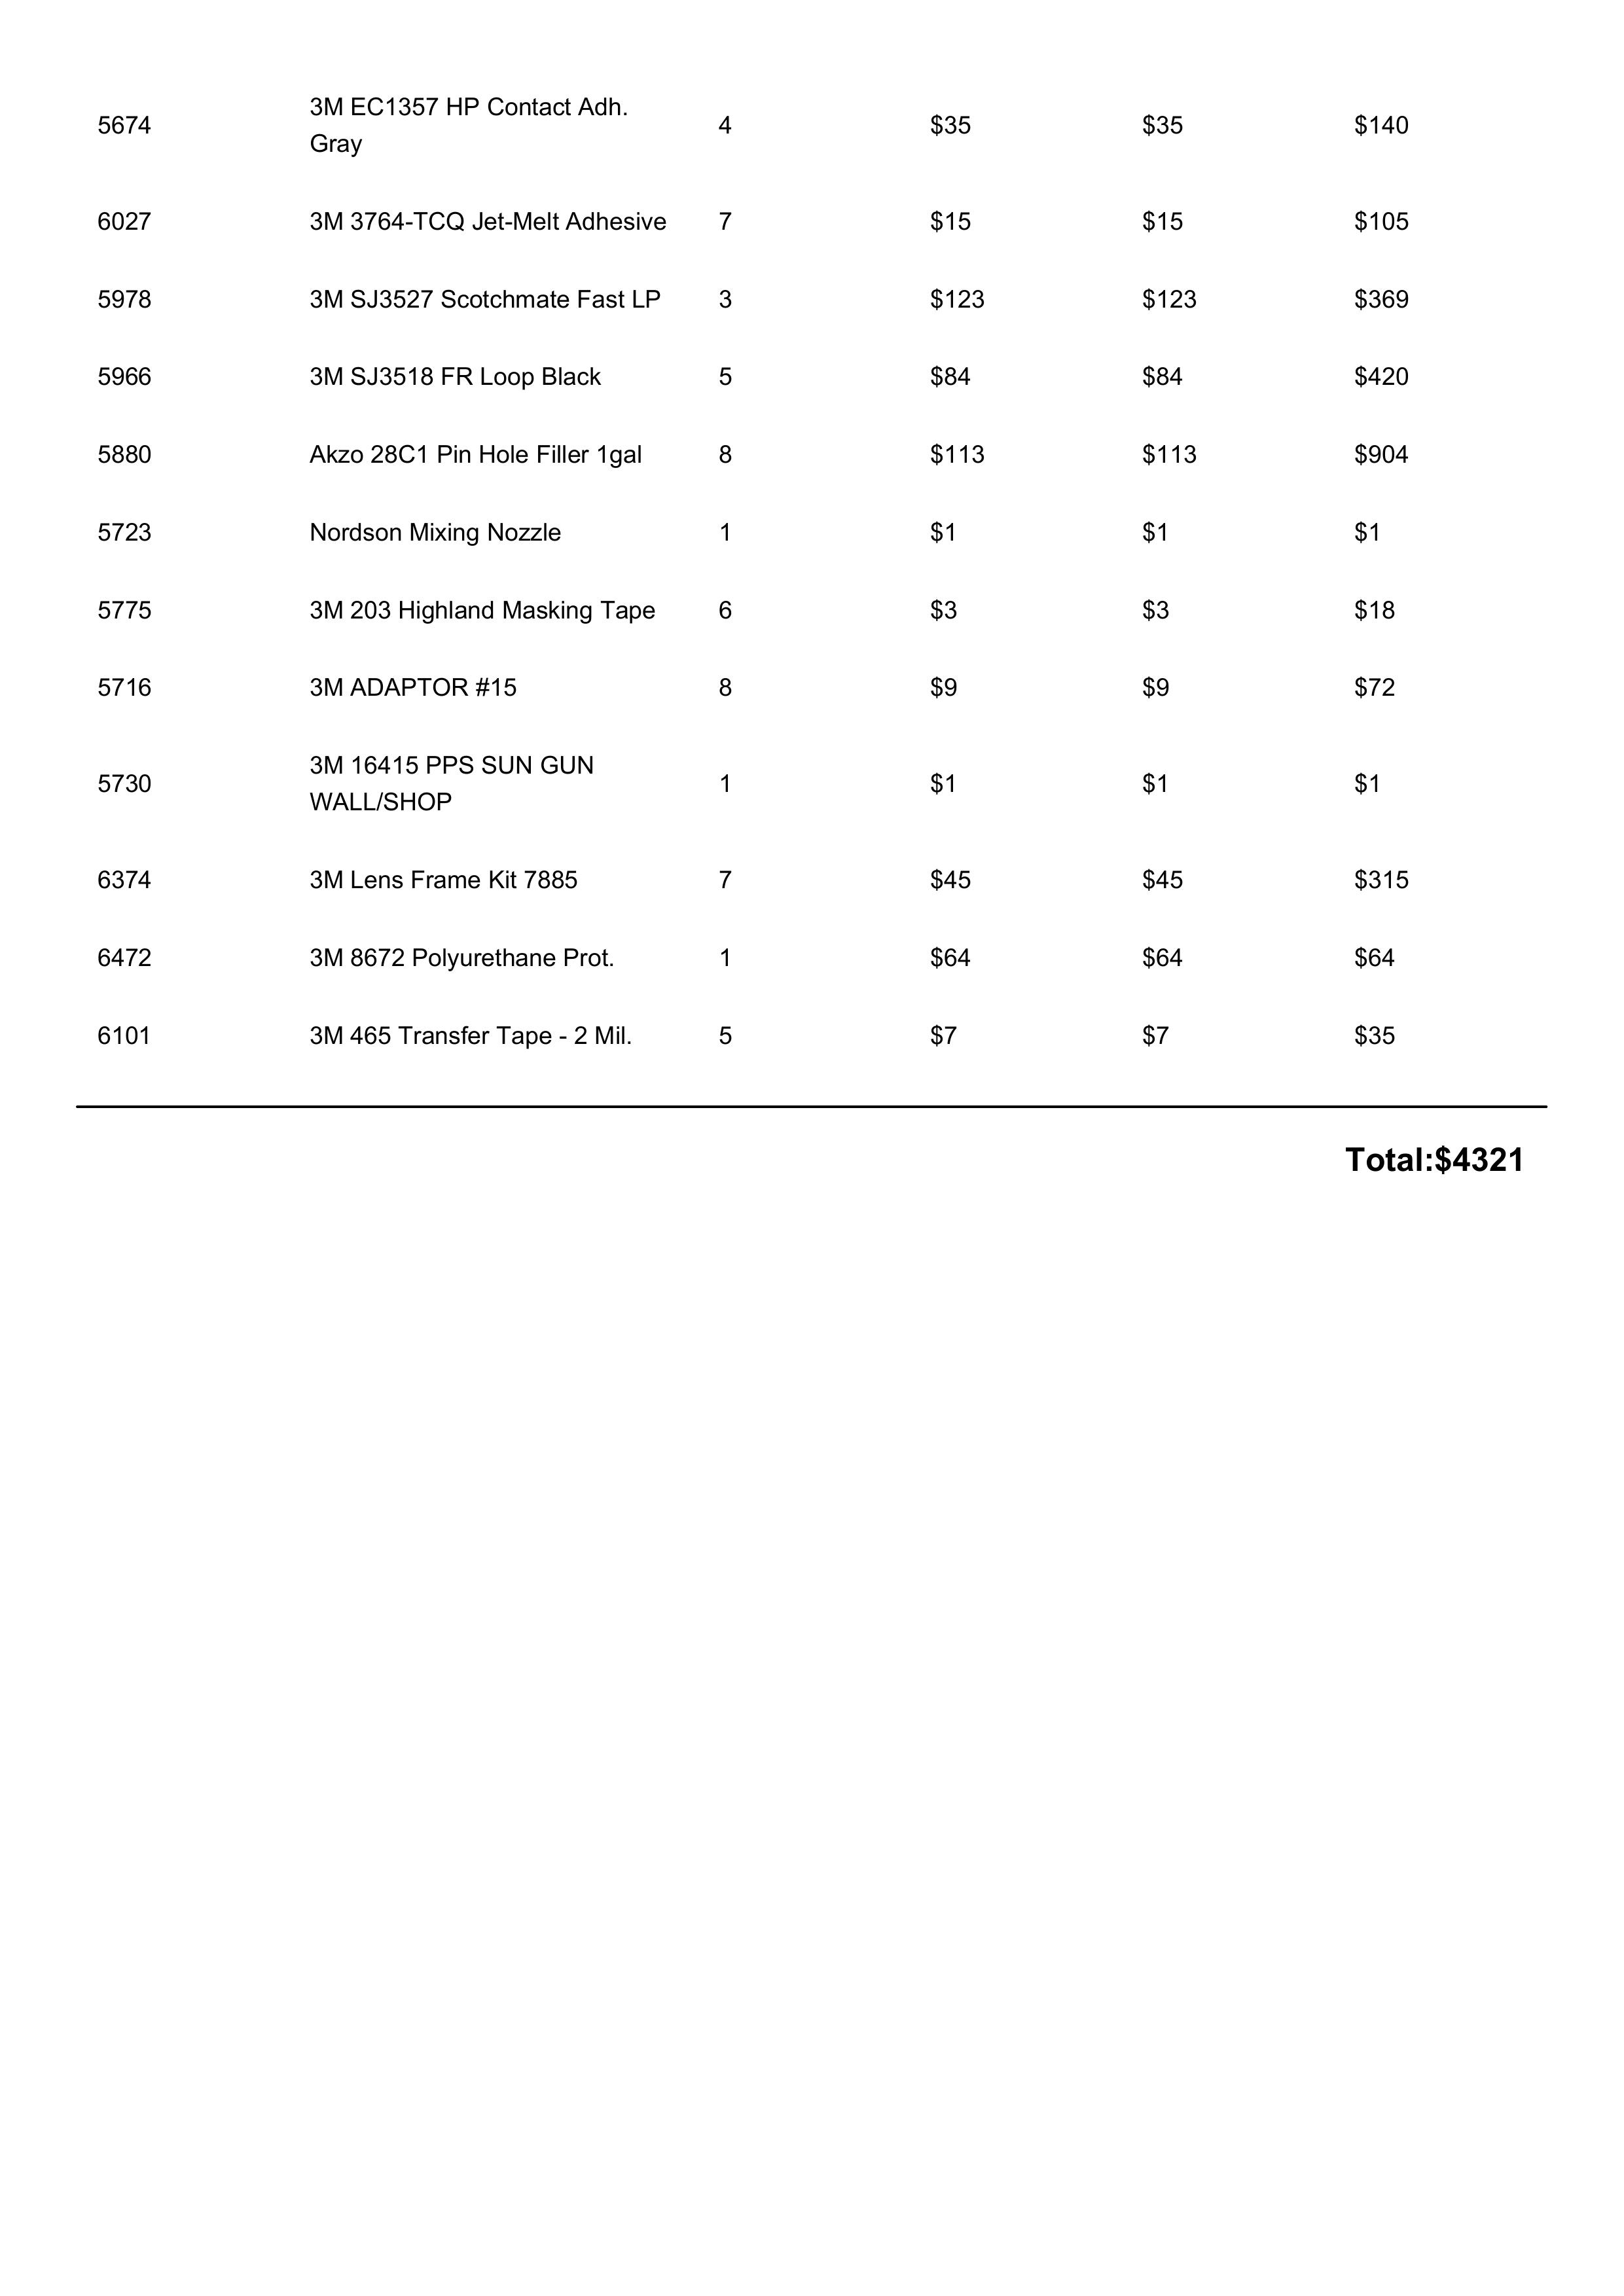 5674 3M EC1357 HP Contact Adh. Gray 4 $35 $35 $140
6027 3M 3764-TCQ Jet-Melt Adhesive 7 $15 $15 $105
5978 3M SJ3527 Scotchmate Fast LP 3 $123 $123 $369
5966 3M SJ3518 FR Loop Black 5 $84 $84 $420
5880 Akzo 28C1 Pin Hole Filler 1gal 8 $113 $113 $904
5723 Nordson Mixing Nozzle 1 $1 $1 $1
5775 3M 203 Highland Masking Tape 6 $3 $3 $18
5716 3M ADAPTOR #15 8 $9 $9 $72
5730 3M 16415 PPS SUN GUN WALL/SHOP 1 $1 $1 $1
6374 3M Lens Frame Kit 7885 7 $45 $45 $315
6472 3M 8672 Polyurethane Prot. 1 $64 $64 $64
6101 3M 465 Transfer Tape - 2 Mil. 5 $7 $7 $35
Total:$4321